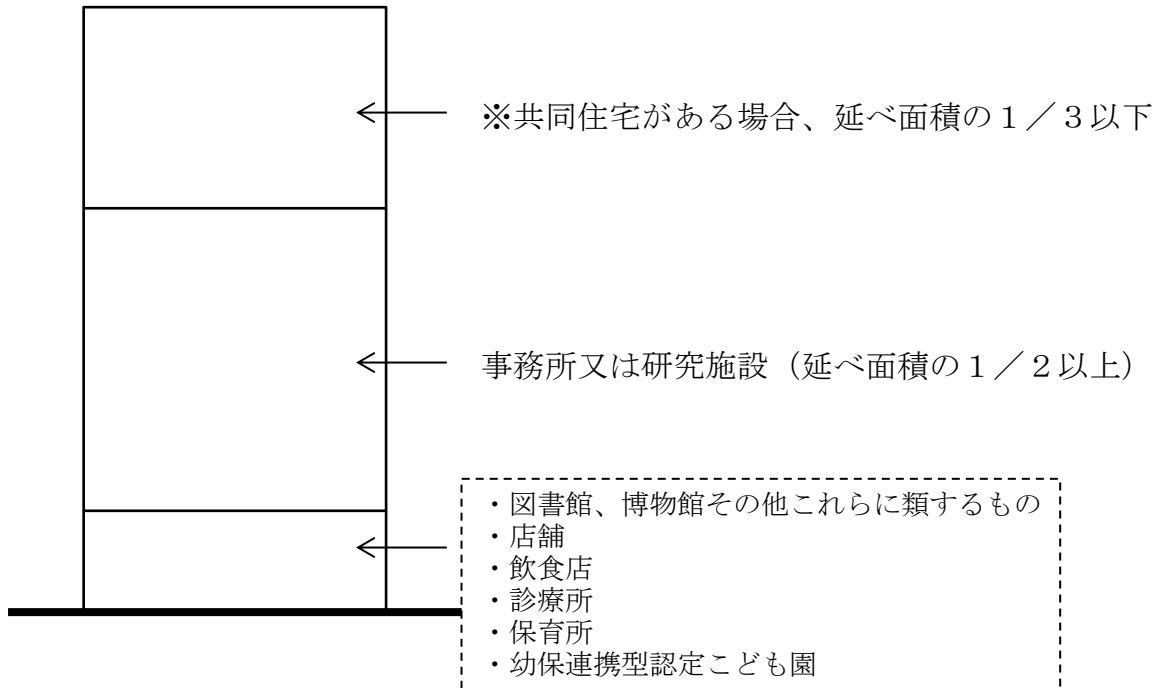 ※共同住宅がある場合、延べ面積の１／３以下
事務所又は研究施設（延べ面積の１／２以上）
・図書館、博物館その他これらに類するもの
・店舗
・飲食店
・診療所
・保育所
・幼保連携型認定こども園